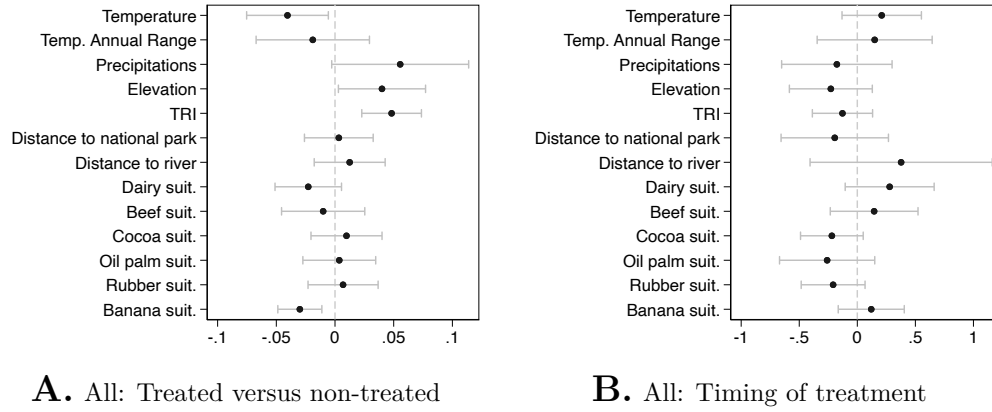 Temperature
Temp. Annual Range
Precipitations
Elevation
TRI
Distance to national park
Distance to river
Dairy suit.
Beef suit.
Cocoa suit.
Oil palm suit.
Rubber suit.
Banana suit.
-.1 -.05 0 .05 .1
A. All: Treated versus non-treated
Temperature
Temp. Annual Range
Precipitations
Elevation
TRI
Distance to national park
Distance to river
Dairy suit.
Beef suit.
Cocoa suit.
Oil palm suit.
Rubber suit.
Banana suit.
-1 -.5 0 .5 1
B. All: Timing of treatment